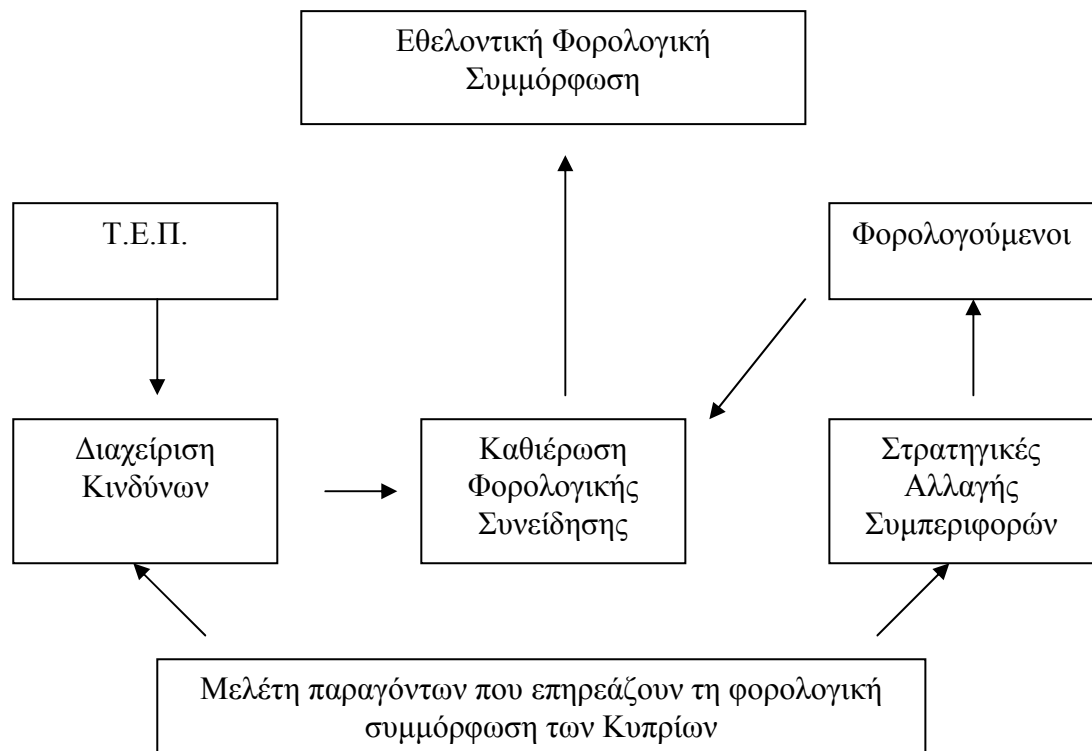 Εθελοντική Φορολογική
Συμμόρφωση
Τ.Ε.Π.
Φορολογούμενοι
Διαχείριση
Κινδύνων
Καθιέρωση
Φορολογικής
Συνείδησης
Στρατηγικές
Αλλαγής
Συμπεριφορών
Μελέτη παραγόντων που επηρεάζουν τη φορολογική
συμμόρφωση των Κυπρίων